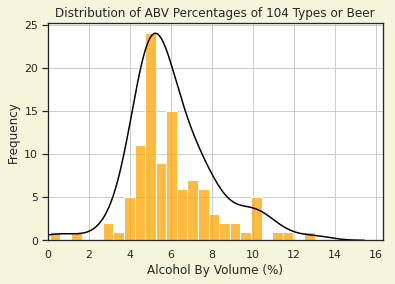 Distribution of ABV Percentages of 104 Types or Beer
25
20
15
10
5
0
Frequency
0 2 4 6 8 10 12 14 16
Alcohol By Volume (%)